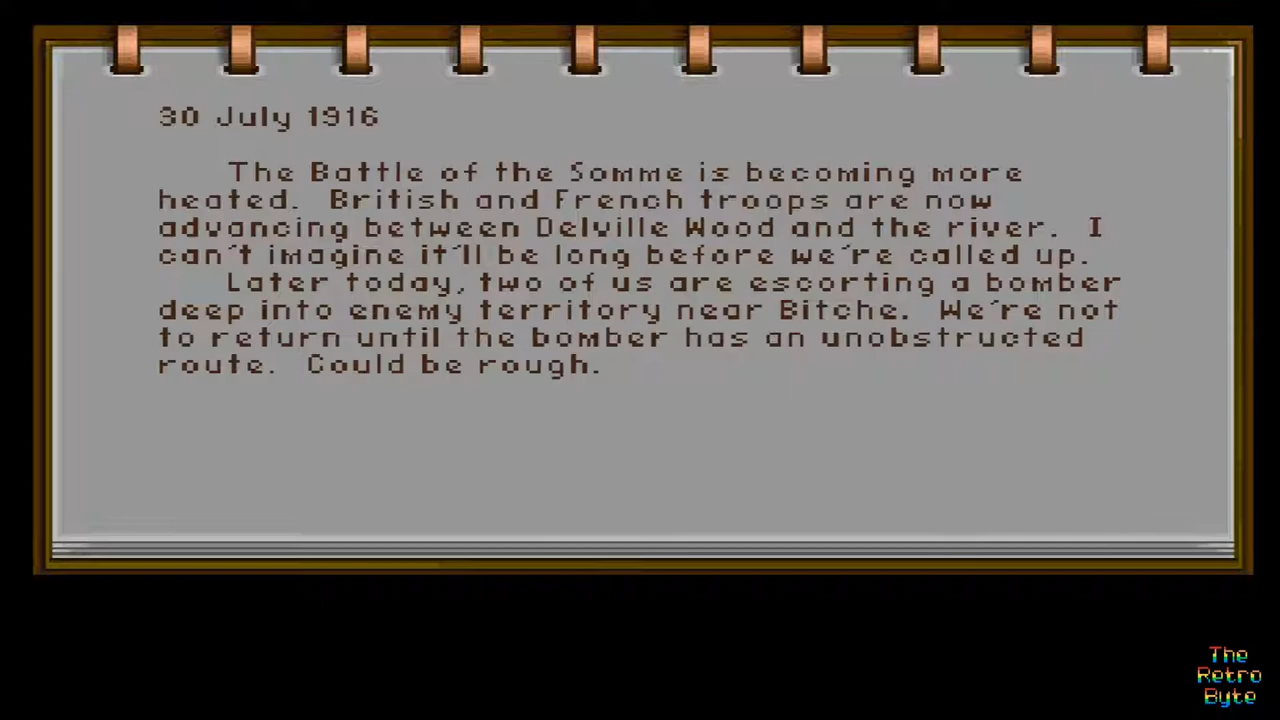 30 July 1916
The Battle of the Somme is becoming more
heated. British and French troops are now
advancing between Delville Wood and the river. I
can't imagine it'll be long before we're called up.
Later today, two of us are escorting a bomber
deep into enemy territory near Bitche. We're not
to return until the bomber has an unobstructed
route. Could be rough.
The
Retro
Byte